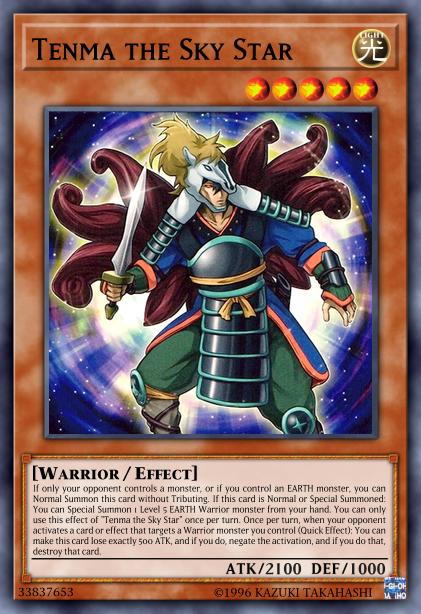 Tenma the Sky Star
LIGHT
光
[Warrior / Effect]
If only your opponent controls a monster, or if you control an EARTH monster, you can
Normal Summon this card without Tributing. If this card is Normal or Special Summoned:
You can Special Summon 1 Level 5 EARTH Warrior monster from your hand. You can only
use this effect of "Tenma the Sky Star" once per turn. Once per turn, when your opponent
activates a card or effect that targets a Warrior monster you control (Quick Effect): You can
make this card lose exactly 500 ATK, and if you do, negate the activation, and if you do that,
destroy that card.
ATK/2100 DEF/1000
33837653
©1996 KAZUKI TAKAHASHI